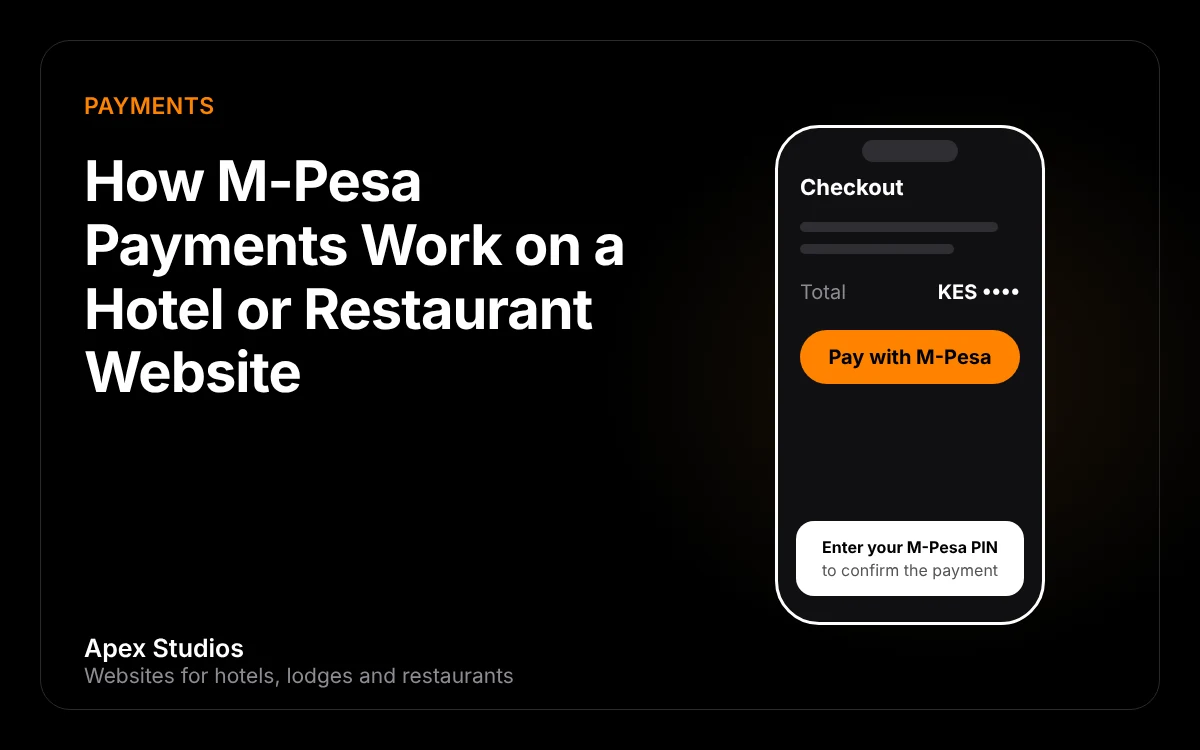 PAYMENTS
How M-Pesa
Payments Work on a
Hotel or Restaurant
Website
Apex Studios
Websites for hotels, lodges and restaurants
Checkout
Total KES ••••
Pay with M-Pesa
Enter your M-Pesa PIN
to confirm the payment